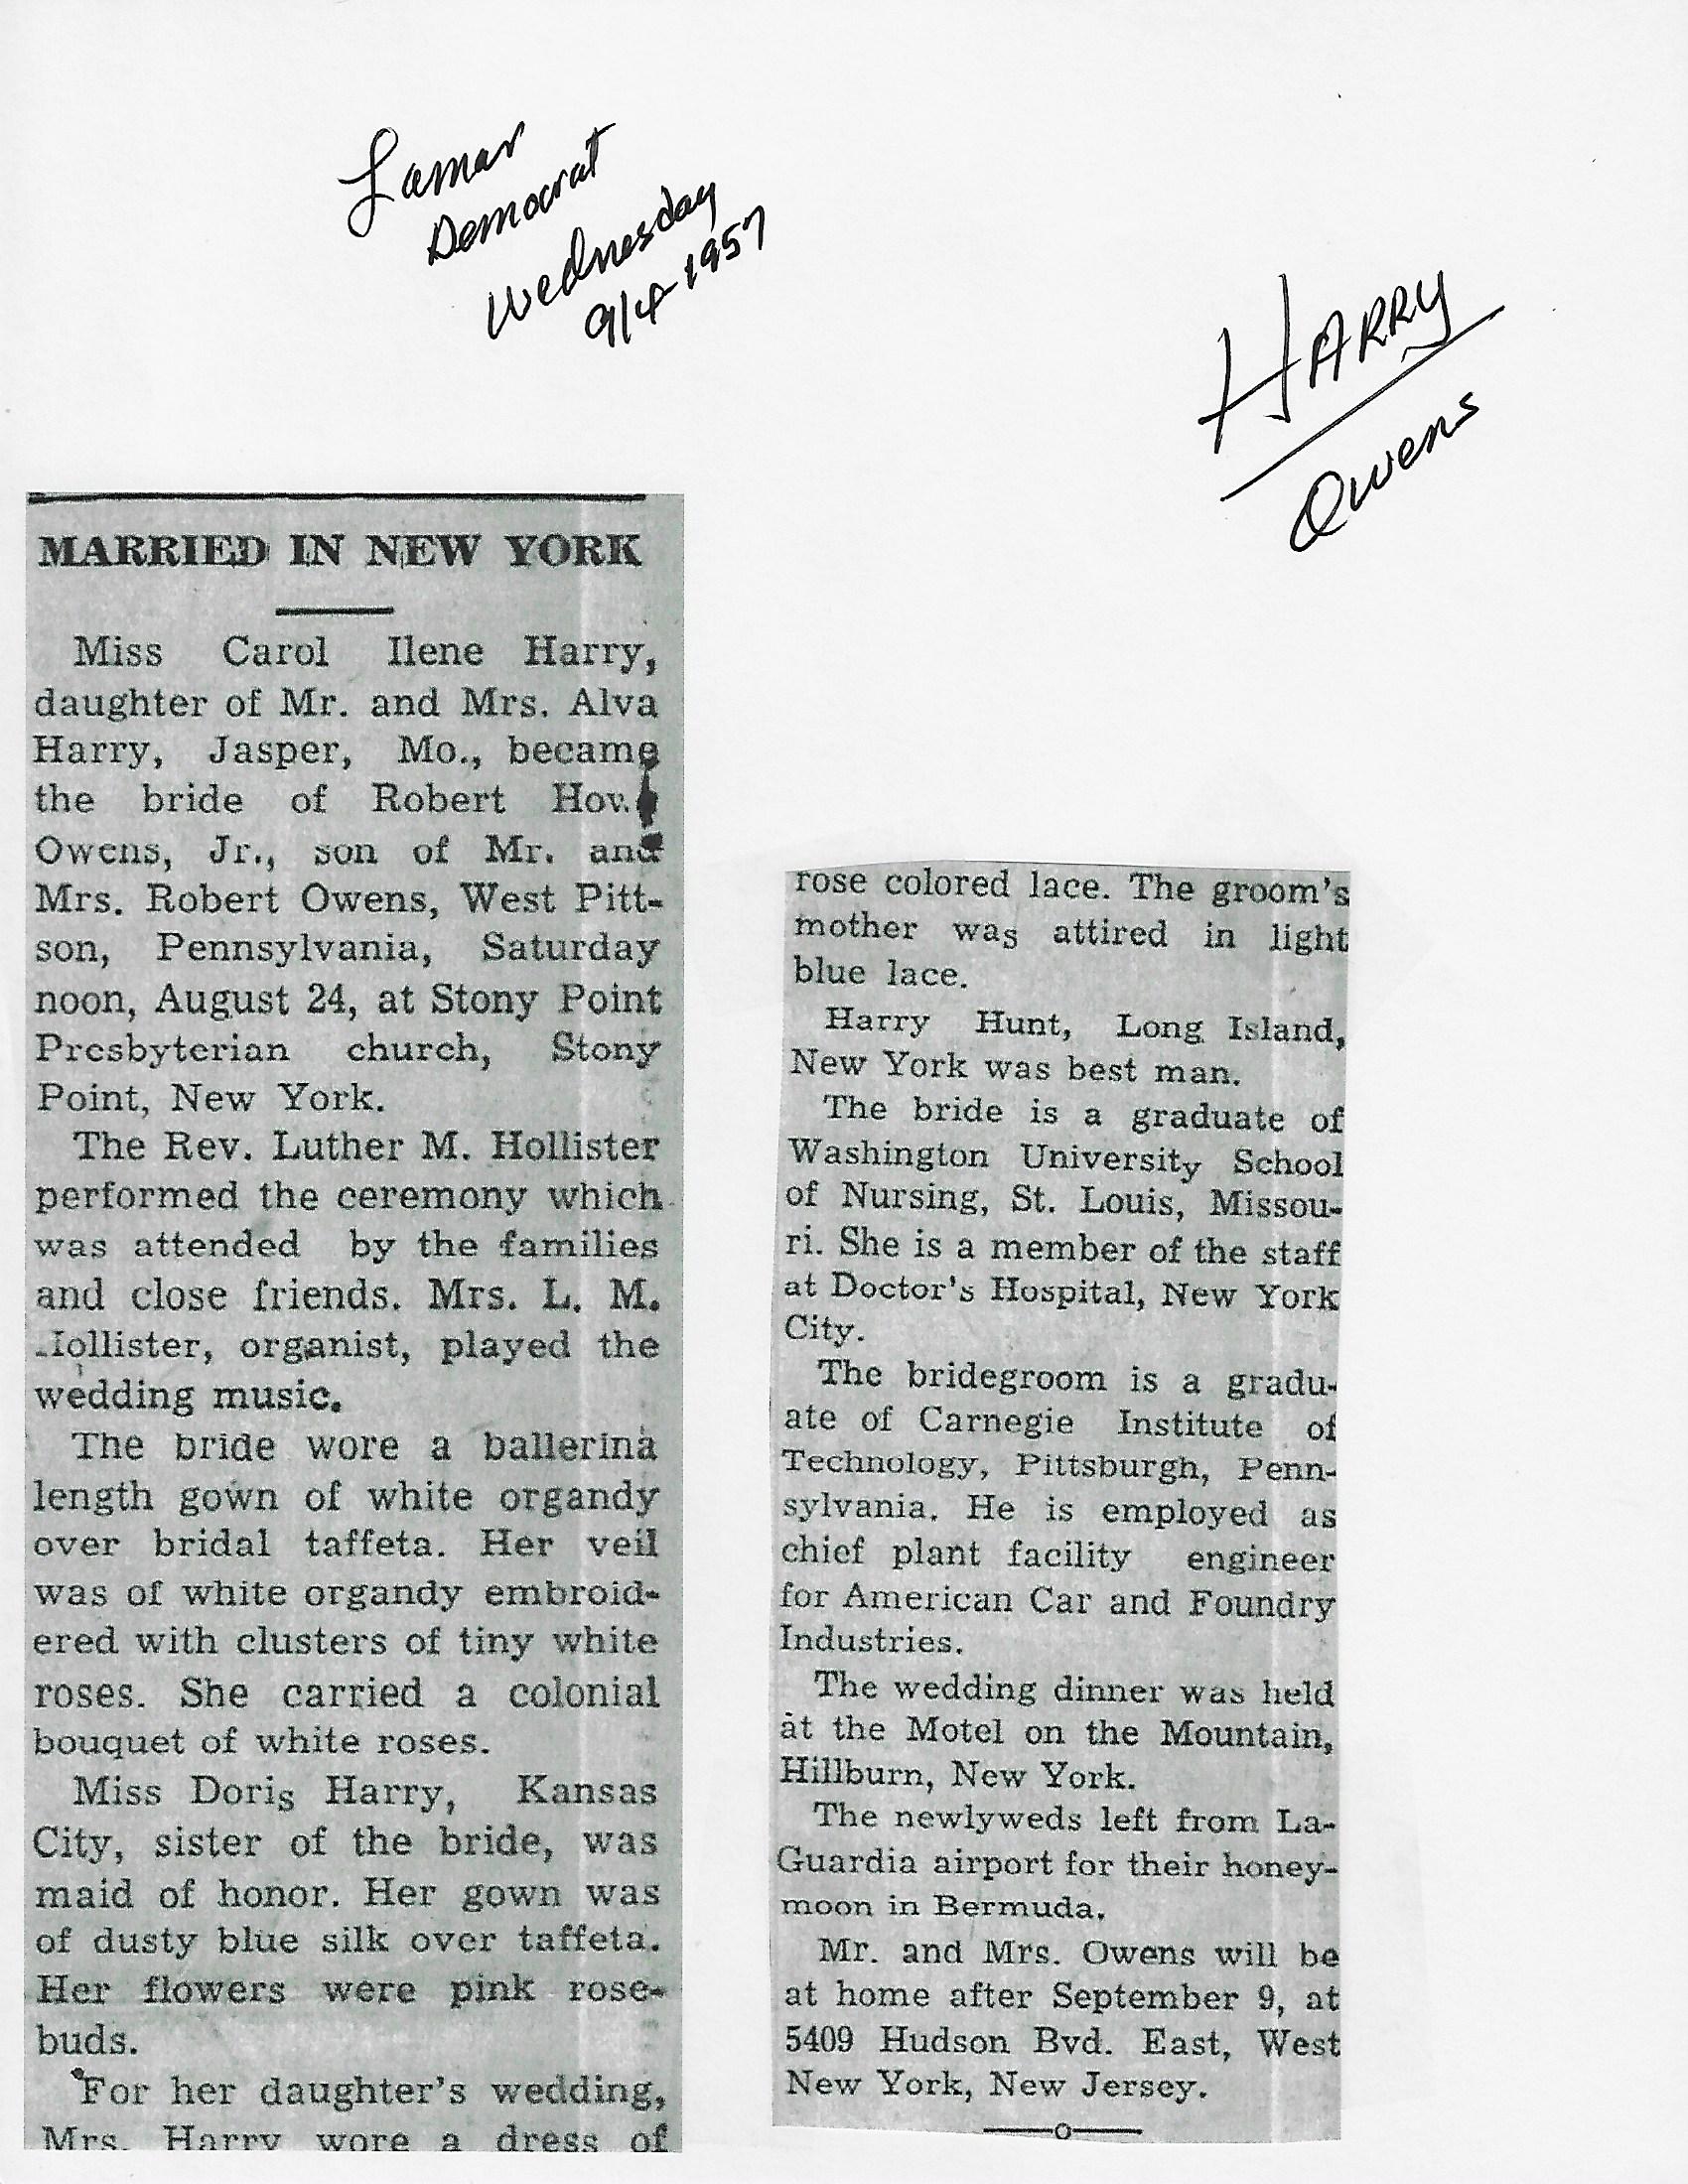 Lamar
Democrat
Wednesday
9/4-1957
HARRY
Owens
MARRIED IN NEW YORK
Miss Carol Ilene Harry,
daughter of Mr. and Mrs. Alva
Harry, Jasper, Mo., became
the bride of Robert
Owens, Jr., son of Mr. and
Mrs. Robert Owens, West Pitt-
son, Pennsylvania, Saturday
noon, August 24, at Stony Point
Presbyterian church, Stony
Point, New York.
The Rev. Luther M. Hollister
performed the ceremony which
was attended by the families
and close friends. Mrs. L. M.
Hollister, organist, played the
wedding music.
The bride wore a ballerina
length gown of white organdy
over bridal taffeta. Her veil
was of white organdy embroid-
ered with clusters of tiny white
roses. She carried a colonial
bouquet of white roses.
Miss Doris Harry, Kansas
City, sister of the bride, was
maid of honor. Her gown was
of dusty blue silk over taffeta.
Her flowers were pink rose-
buds.
For her daughter's wedding,
Mrs. Harry wore a dress of
rose colored lace. The groom's
mother was attired in light
blue lace.
Harry Hunt, Long Island,
New York was best man.
The bride is a graduate of
Washington University School
of Nursing, St. Louis, Missou-
ri. She is a member of the staff
at Doctor's Hospital, New York
City.
The bridegroom is a gradu-
ate of Carnegie Institute of
Technology, Pittsburgh, Penn-
sylvania. He is employed as
chief plant facility engineer
for American Car and Foundry
Industries.
The wedding dinner was held
at the Motel on the Mountain,
Hillburn, New York.
The newlyweds left from La-
Guardia airport for their honey-
moon in Bermuda.
Mr. and Mrs. Owens will be
at home after September 9, at
5409 Hudson Bvd. East, West
New York, New Jersey.